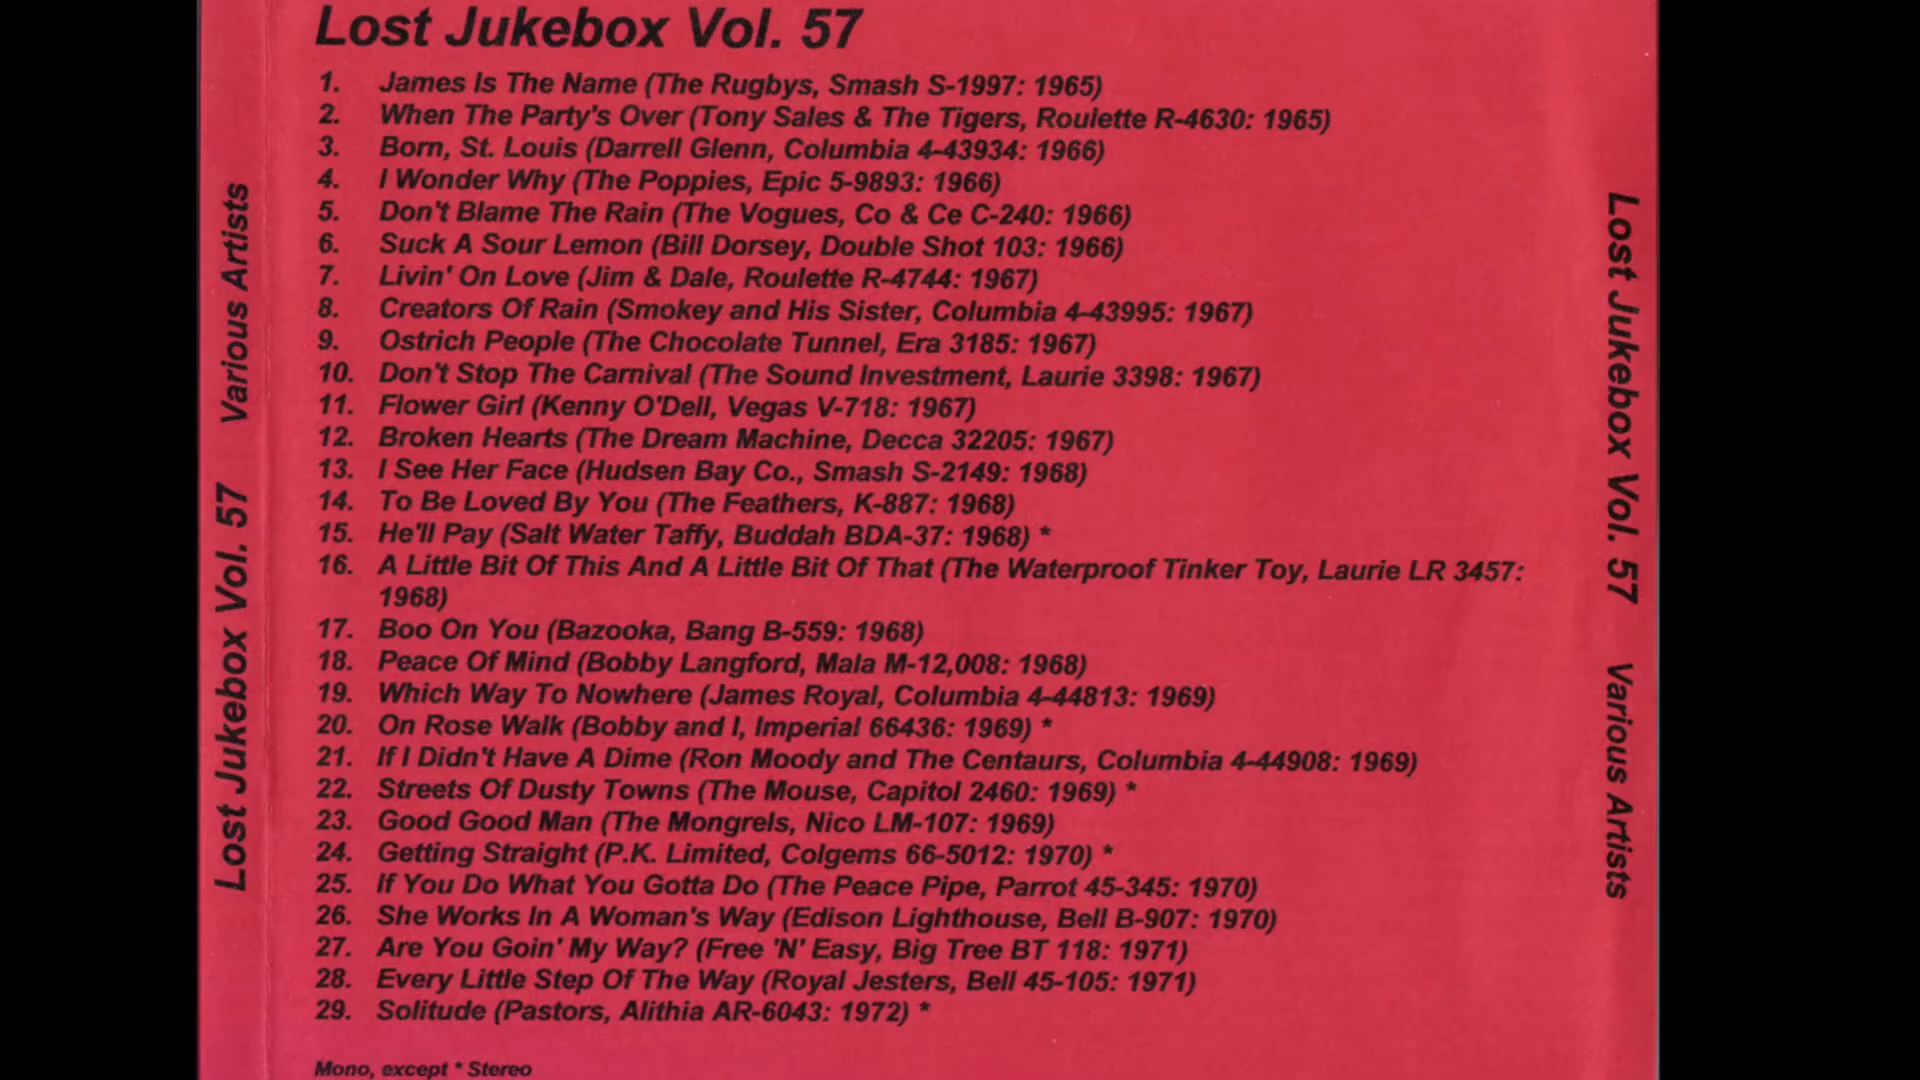 Lost Jukebox Vol. 57
1. James Is The Name (The Rugbys, Smash S-1997: 1965)
2. When The Party's Over (Tony Sales & The Tigers, Roulette R-4630: 1965)
3. Born, St. Louis (Darrell Glenn, Columbia 4-43934: 1966)
4. I Wonder Why (The Poppies, Epic 5-9893: 1966)
5. Don't Blame The Rain (The Vogues, Co & Ce C-240: 1966)
6. Suck A Sour Lemon (Bill Dorsey, Double Shot 103: 1966)
7. Livin' On Love (Jim & Dale, Roulette R-4744: 1967)
8. Creators Of Rain (Smokey and His Sister, Columbia 4-43995: 1967)
9. Ostrich People (The Chocolate Tunnel, Era 3185: 1967)
10. Don't Stop The Carnival (The Sound Investment, Laurie 3398: 1967)
11. Flower Girl (Kenny O'Dell, Vegas V-718: 1967)
12. Broken Hearts (The Dream Machine, Decca 32205: 1967)
13. I See Her Face (Hudsen Bay Co., Smash S-2149: 1968)
14. To Be Loved By You (The Feathers, K-887: 1968)
15. He'll Pay (Salt Water Taffy, Buddah BDA-37: 1968) *
16. A Little Bit Of This And A Little Bit Of That (The Waterproof Tinker Toy, Laurie LR 3457:
1968)
17. Boo On You (Bazooka, Bang B-559: 1968)
18. Peace Of Mind (Bobby Langford, Mala M-12,008: 1968)
19. Which Way To Nowhere (James Royal, Columbia 4-44813: 1969)
20. On Rose Walk (Bobby and I, Imperial 66436: 1969) *
21. If I Didn't Have A Dime (Ron Moody and The Centaurs, Columbia 4-44908: 1969)
22. Streets Of Dusty Towns (The Mouse, Capitol 2460: 1969) *
23. Good Good Man (The Mongrels, Nico LM-107: 1969)
24. Getting Straight (P.K. Limited, Colgems 66-5012: 1970) *
25. If You Do What You Gotta Do (The Peace Pipe, Parrot 45-345: 1970)
26. She Works In A Woman's Way (Edison Lighthouse, Bell B-907: 1970)
27. Are You Goin' My Way? (Free 'N' Easy, Big Tree BT 118: 1971)
28. Every Little Step Of The Way (Royal Jesters, Bell 45-105: 1971)
29. Solitude (Pastors, Alithia AR-6043: 1972) *
Mono, except * Stereo
Lost Jukebox Vol. 57 Various Artists
Lost Jukebox Vol. 57 Various Artists